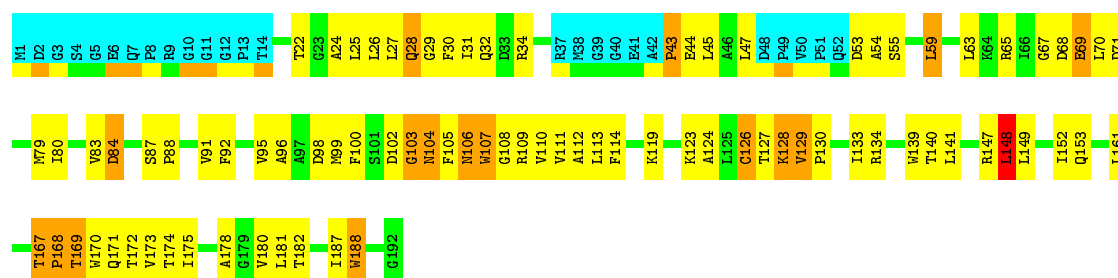 M1 D2 G3 S4 G5 E6 Q7 P8 R9 G10 G11 G12 P13 T14 T22 G23 A24 L25 L26 L27 Q28 G29 F30 I31 Q32 D33 R34 R37 M38 G39 G40 E41 A42 P43 E44 L45 A46 L47 D48 P49 V50 P51 Q52 D53 A54 S55 L59 L63 K64 R65 I66 G67 D68 E69 L70
M79 I80 V83 D84 S87 P88 V91 F92 V95 A96 A97 D98 M99 F100 S101 D102 G103 N104 F105 N106 W107 G108 R109 V110 V111 A112 L113 F114 K119 K123 A124 L125 C126 T127 K128 V129 P130 I133 R134 W139 T140 L141 R147 L148 L149 I152 Q153 L161
T167 P168 T169 W170 Q171 T172 V173 T174 I175 A178 G179 V180 L181 T182 I187 W188 G192